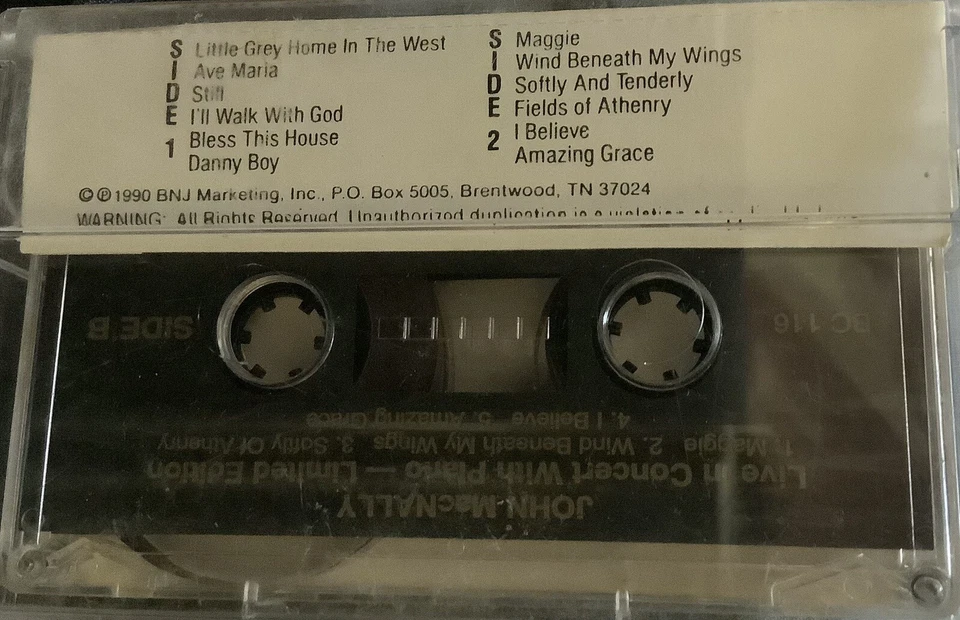 SIDE 1
Little Grey Home In The West
Ave Maria
Still
I'll Walk With God
Bless This House
Danny Boy
SIDE 2
Maggie
Wind Beneath My Wings
Softly And Tenderly
Fields of Athenry
I Believe
Amazing Grace
©℗1990 BNJ Marketing, Inc., P.O. Box 5005, Brentwood, TN 37024
WARNING: All Rights Reserved. Unauthorized duplication is a violation of
JOHN MacNALLY
Live in Concert With Piano — Limited Edition
1. Maggie 2. Wind Beneath My Wings 3. Softly Of Athenry
4. I Believe 5. Amazing Grace
BC 116
SIDE B